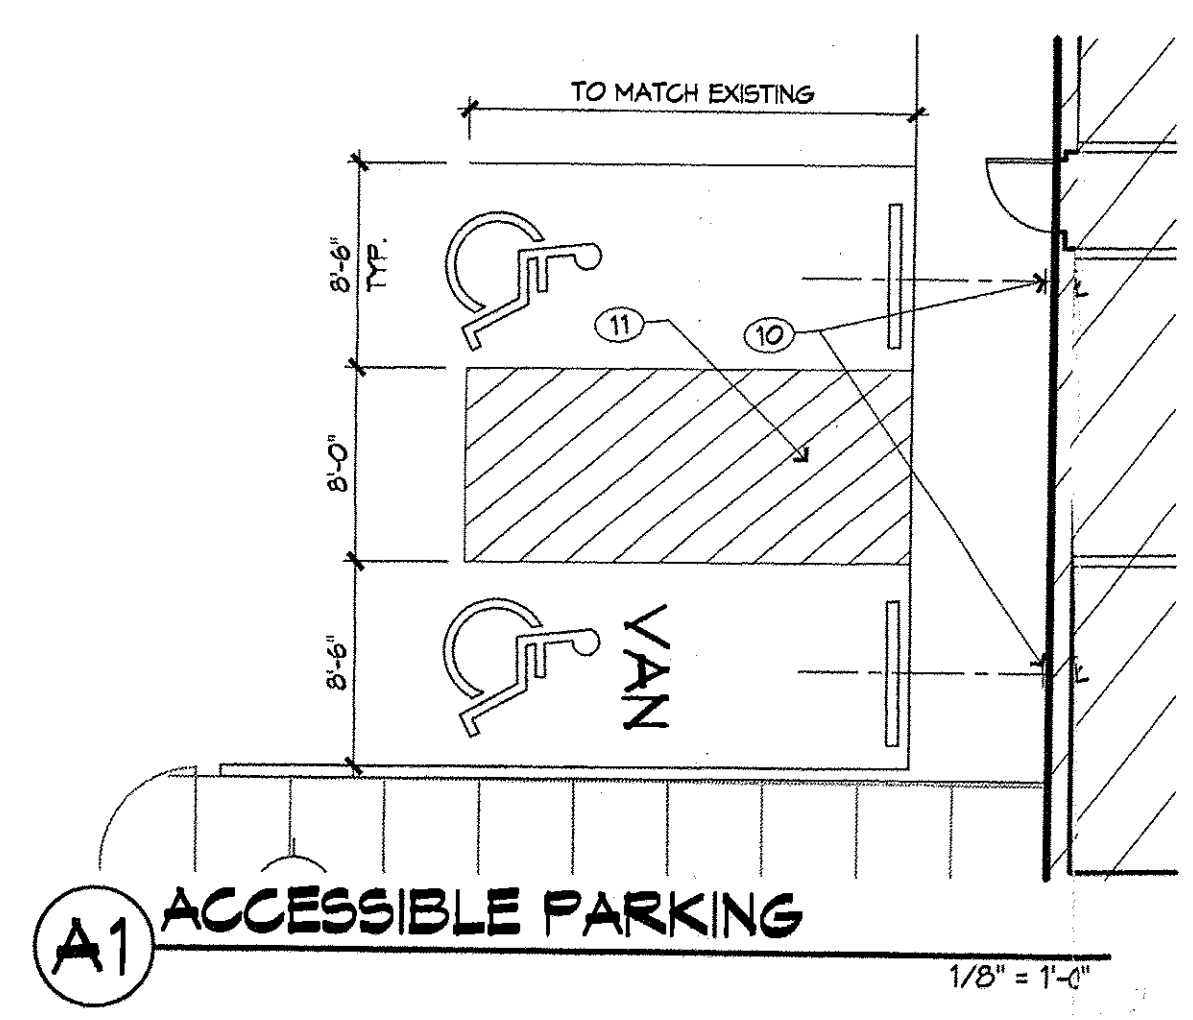 TO MATCH EXISTING
8'-6"
TYP.
11
10
8'-0"
8'-6"
VAN
A1
ACCESSIBLE PARKING
1/8" = 1'-0"